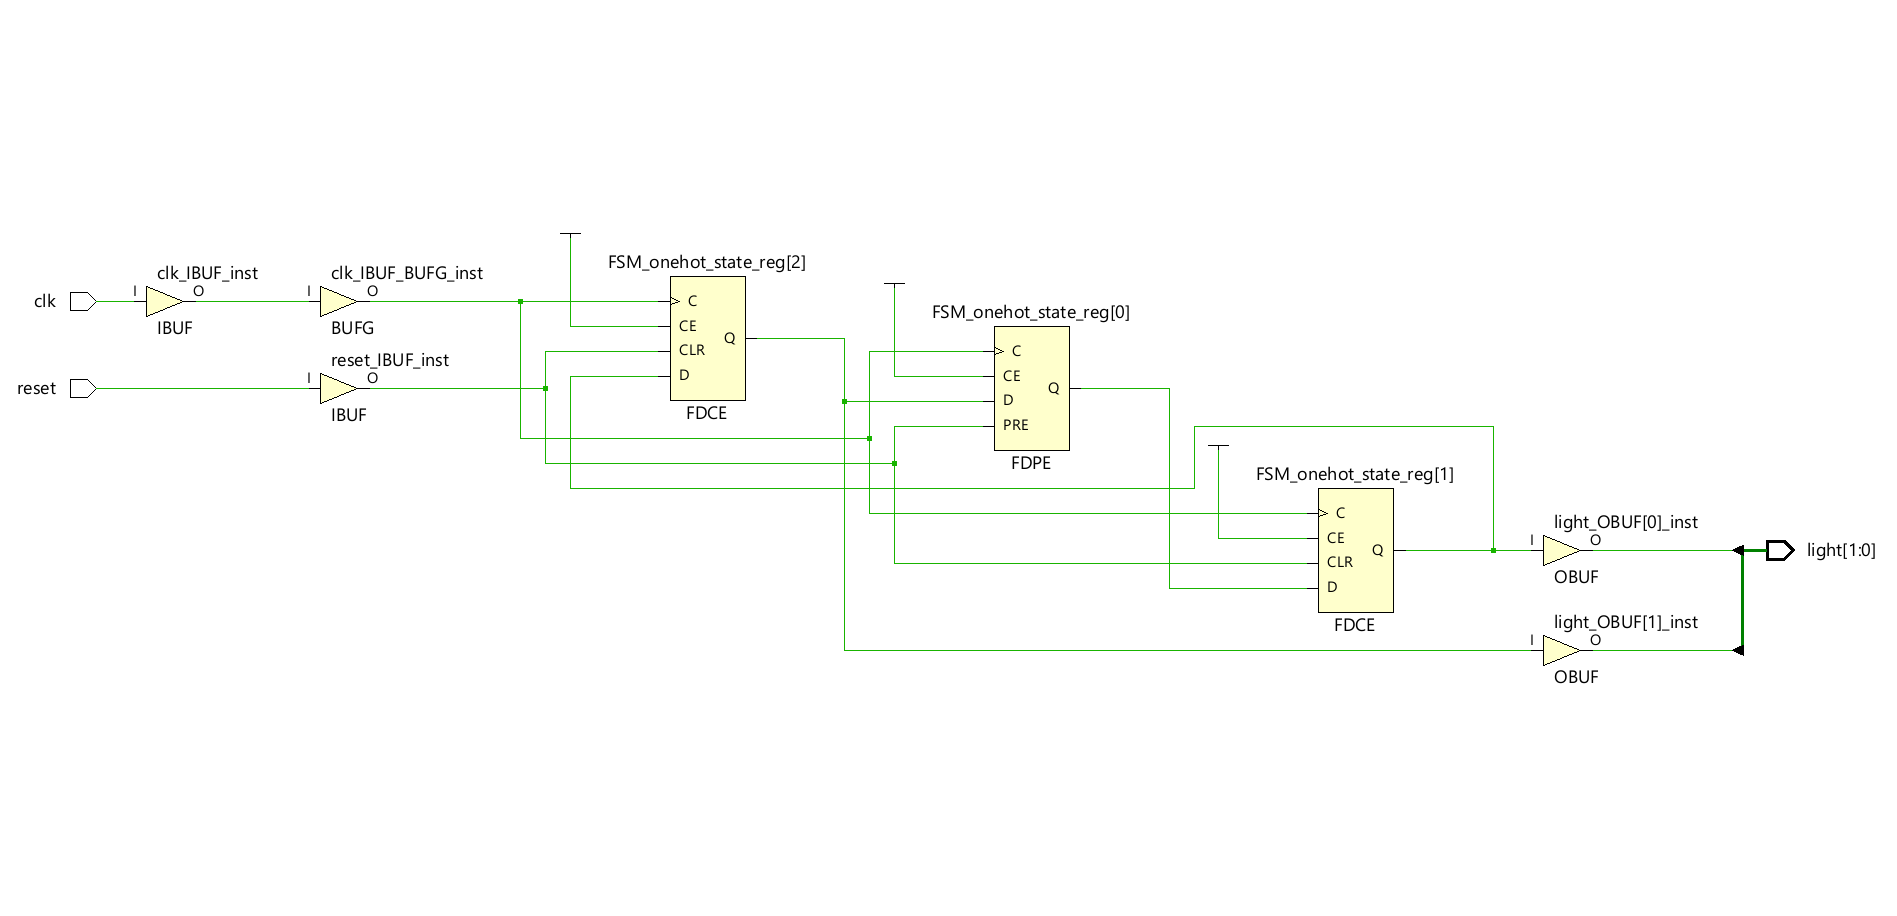 clk
I
clk_IBUF_inst
O
IBUF
I
clk_IBUF_BUFG_inst
O
BUFG
reset
I
reset_IBUF_inst
O
IBUF
FSM_onehot_state_reg[2]
C
CE
CLR
D
Q
FDCE
FSM_onehot_state_reg[0]
C
CE
D
PRE
Q
FDPE
FSM_onehot_state_reg[1]
C
CE
CLR
D
Q
FDCE
light_OBUF[0]_inst
I
O
OBUF
light_OBUF[1]_inst
I
O
OBUF
light[1:0]